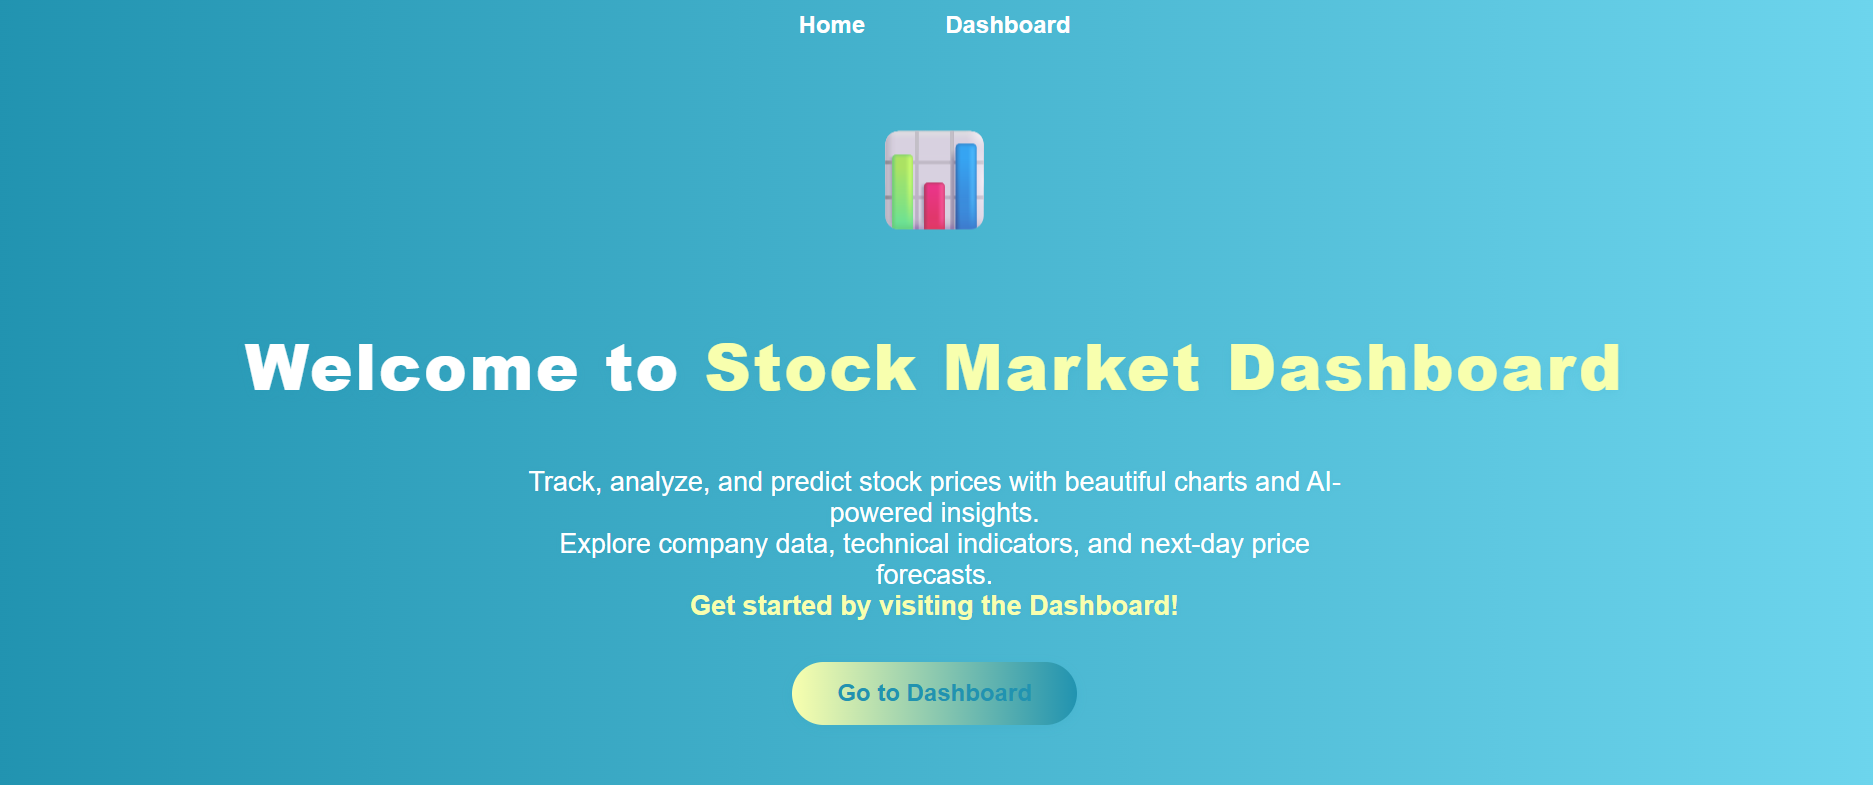 Home Dashboard
Welcome to Stock Market Dashboard
Track, analyze, and predict stock prices with beautiful charts and AI-
powered insights.
Explore company data, technical indicators, and next-day price
forecasts.
Get started by visiting the Dashboard!
Go to Dashboard